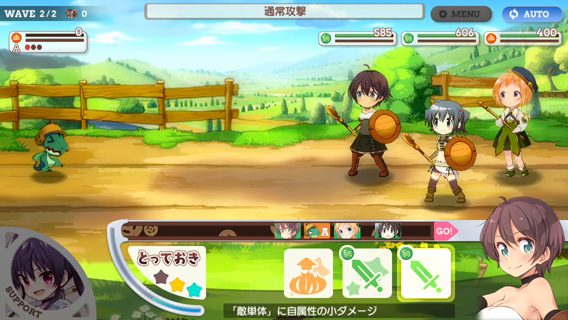 WAVE 2/2 0
通常攻撃
MENU
AUTO
0
A
585
606
400
A
GO!
とっておき
SUPPORT
「敵単体」に自属性の小ダメージ